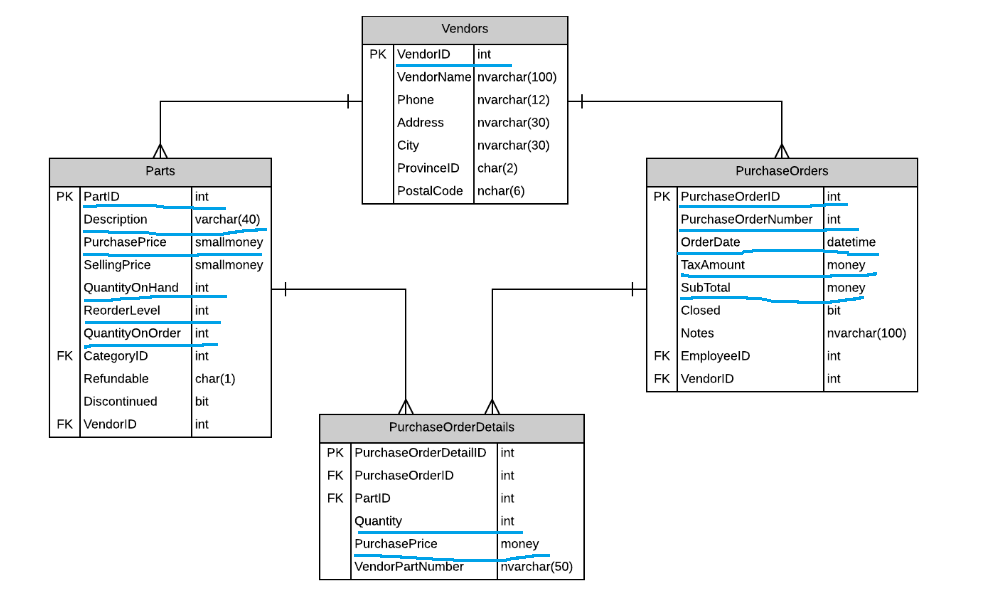 Vendors
PK VendorID int
VendorName nvarchar(100)
Phone nvarchar(12)
Address nvarchar(30)
City nvarchar(30)
ProvinceID char(2)
PostalCode nchar(6)
Parts
PK PartID int
Description varchar(40)
PurchasePrice smallmoney
SellingPrice smallmoney
QuantityOnHand int
ReorderLevel int
QuantityOnOrder int
FK CategoryID int
Refundable char(1)
Discontinued bit
FK VendorID int
PurchaseOrders
PK PurchaseOrderID int
PurchaseOrderNumber int
OrderDate datetime
TaxAmount money
SubTotal money
Closed bit
Notes nvarchar(100)
FK EmployeeID int
FK VendorID int
PurchaseOrderDetails
PK PurchaseOrderDetailID int
FK PurchaseOrderID int
FK PartID int
Quantity int
PurchasePrice money
VendorPartNumber nvarchar(50)